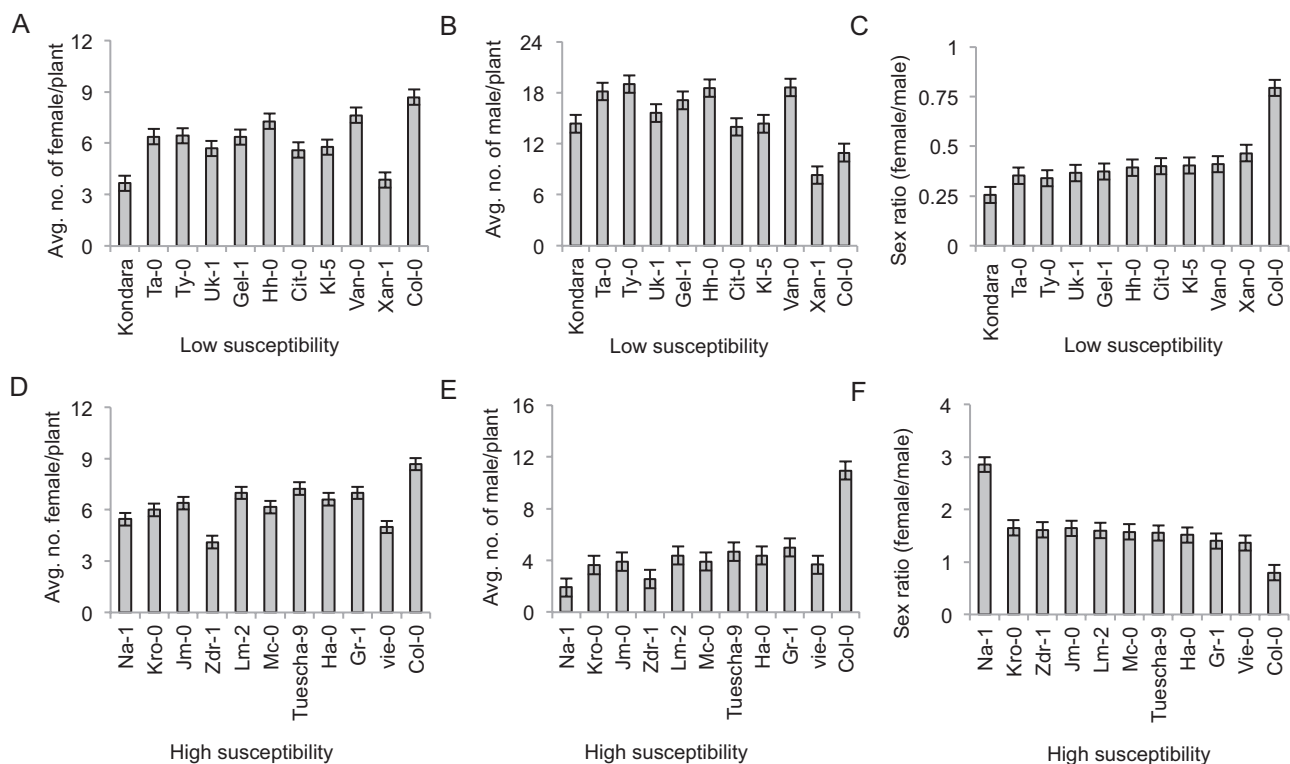 A
Avg. no. of female/plant
12
9
6
3
0
Kondara
Ta-0
Ty-0
Uk-1
Gel-1
Hh-0
Cit-0
Kl-5
Van-0
Xan-1
Col-0
Low susceptibility
B
Avg. no. of male/plant
24
18
12
6
0
Kondara
Ta-0
Ty-0
Uk-1
Gel-1
Hh-0
Cit-0
Kl-5
Van-0
Xan-1
Col-0
Low susceptibility
C
Sex ratio (female/male)
1
0.75
0.5
0.25
0
Kondara
Ta-0
Ty-0
Uk-1
Gel-1
Hh-0
Cit-0
Kl-5
Van-0
Xan-0
Col-0
Low susceptibility
D
Avg. no. female/plant
12
9
6
3
0
Na-1
Kro-0
Jm-0
Zdr-1
Lm-2
Mc-0
Tuescha-9
Ha-0
Gr-1
vie-0
Col-0
High susceptibility
E
Avg. no. of male/plant
16
12
8
4
0
Na-1
Kro-0
Jm-0
Zdr-1
Lm-2
Mc-0
Tuescha-9
Ha-0
Gr-1
vie-0
Col-0
High susceptibility
F
Sex ratio (female/male)
4
3
2
1
0
Na-1
Kro-0
Zdr-1
Jm-0
Lm-2
Mc-0
Tuescha-9
Ha-0
Gr-1
Vie-0
Col-0
High susceptibility